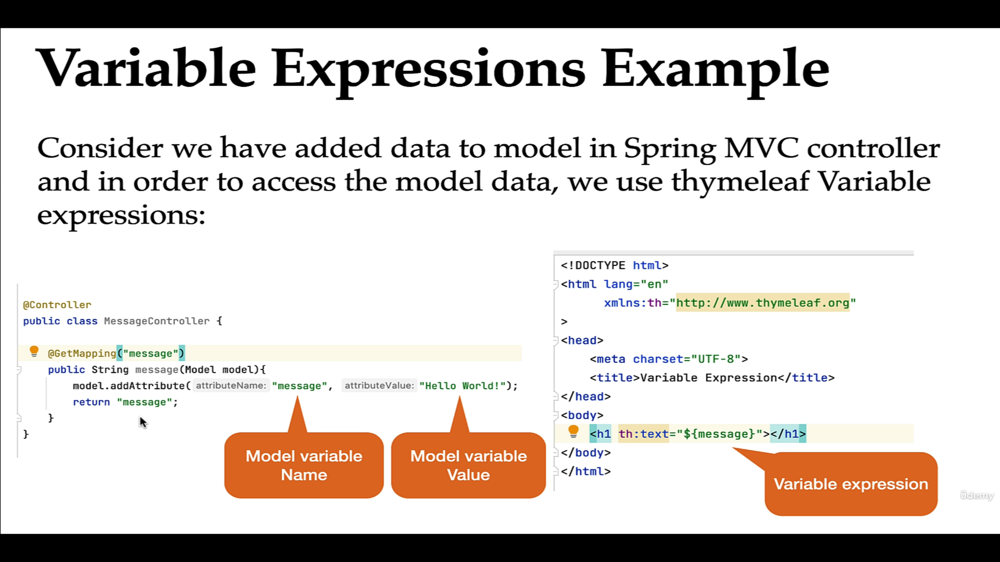 Variable Expressions Example
Consider we have added data to model in Spring MVC controller
and in order to access the model data, we use thymeleaf Variable
expressions:
@Controller
public class MessageController {
@GetMapping("message")
public String message(Model model){
model.addAttribute( attributeName: "message", attributeValue: "Hello World!");
return "message";
}
}
Model variable
Name
Model variable
Value
<!DOCTYPE html>
<html lang="en"
xmlns:th="http://www.thymeleaf.org"
>
<head>
<meta charset="UTF-8">
<title>Variable Expression</title>
</head>
<body>
<h1 th:text="${message}"></h1>
</body>
</html>
Variable expression
ûdemy